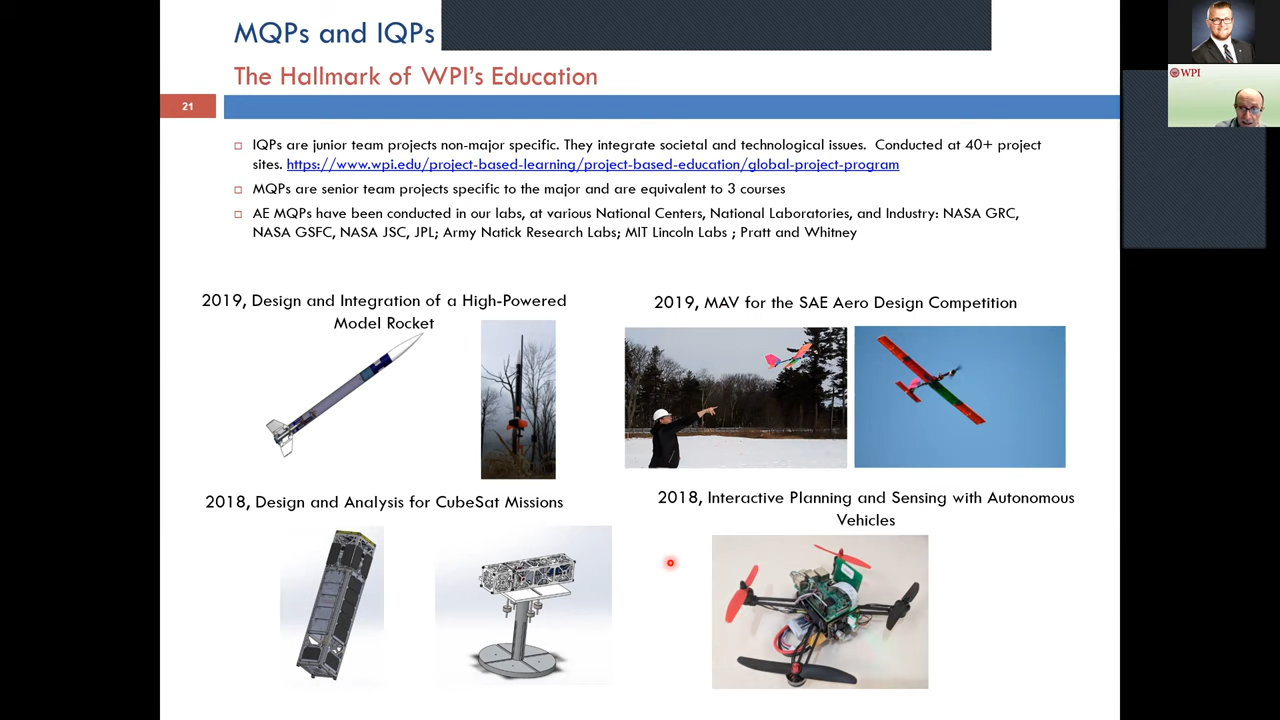 MQPs and IQPs
The Hallmark of WPI's Education
21
IQPs are junior team projects non-major specific. They integrate societal and technological issues. Conducted at 40+ project
sites. https://www.wpi.edu/project-based-learning/project-based-education/global-project-program
MQPs are senior team projects specific to the major and are equivalent to 3 courses
AE MQPs have been conducted in our labs, at various National Centers, National Laboratories, and Industry: NASA GRC,
NASA GSFC, NASA JSC, JPL; Army Natick Research Labs; MIT Lincoln Labs ; Pratt and Whitney
2019, Design and Integration of a High-Powered
Model Rocket
2019, MAV for the SAE Aero Design Competition
2018, Design and Analysis for CubeSat Missions
2018, Interactive Planning and Sensing with Autonomous
Vehicles
WPI